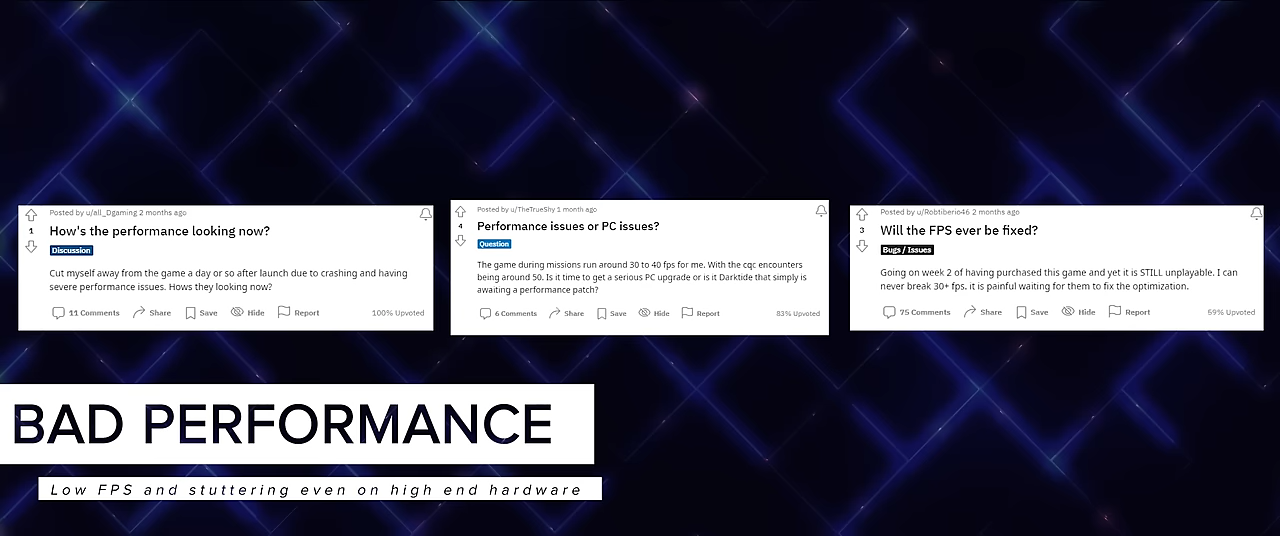 Posted by u/all_Dgaming 2 months ago
1
How's the performance looking now?
Discussion
Cut myself away from the game a day or so after launch due to crashing and having
severe performance issues. Hows they looking now?
11 Comments Share Save Hide Report 100% Upvoted
Posted by u/TheTrueShy 1 month ago
4
Performance issues or PC issues?
Question
The game during missions run around 30 to 40 fps for me. With the cqc encounters
being around 50. Is it time to get a serious PC upgrade or is it Darktide that simply is
awaiting a performance patch?
6 Comments Share Save Hide Report 83% Upvoted
Posted by u/Robtiberio46 2 months ago
3
Will the FPS ever be fixed?
Bugs / Issues
Going on week 2 of having purchased this game and yet it is STILL unplayable. I can
never break 30+ fps. it is painful waiting for them to fix the optimization.
75 Comments Share Save Hide Report 59% Upvoted
BAD PERFORMANCE
Low FPS and stuttering even on high end hardware